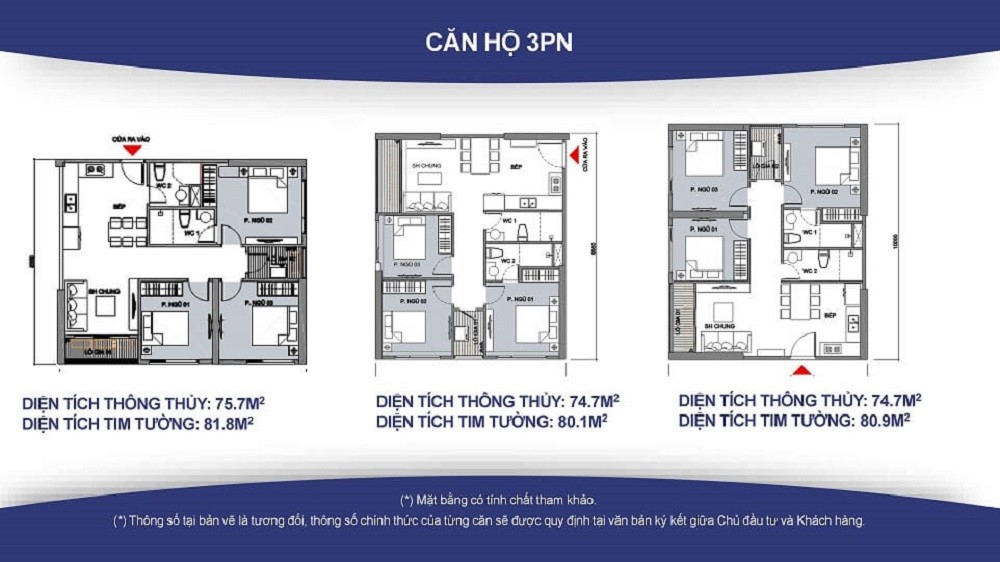 CĂN HỘ 3PN
CỬA RA VÀO
WC 2
BẾP
P. NGỦ 02
WC 1
SH CHUNG
P. NGỦ 01
P. NGỦ 03
LÔ GIA 01
DIỆN TÍCH THÔNG THỦY: 75.7M²
DIỆN TÍCH TIM TƯỜNG: 81.8M²
SH CHUNG
BẾP
CỬA RA VÀO
WC 1
P. NGỦ 03
WC 2
P. NGỦ 02
P. NGỦ 01
DIỆN TÍCH THÔNG THỦY: 74.7M²
DIỆN TÍCH TIM TƯỜNG: 80.1M²
P. NGỦ 03
LÔ GIA 02
P. NGỦ 02
P. NGỦ 01
WC 1
WC 2
LÔ GIA 01
SH CHUNG
BẾP
DIỆN TÍCH THÔNG THỦY: 74.7M²
DIỆN TÍCH TIM TƯỜNG: 80.9M²
(*) Mặt bằng có tính chất tham khảo.
(*) Thông số tại bản vẽ là tương đối, thông số chính thức của từng căn sẽ được quy định tại văn bản ký kết giữa Chủ đầu tư và Khách hàng.